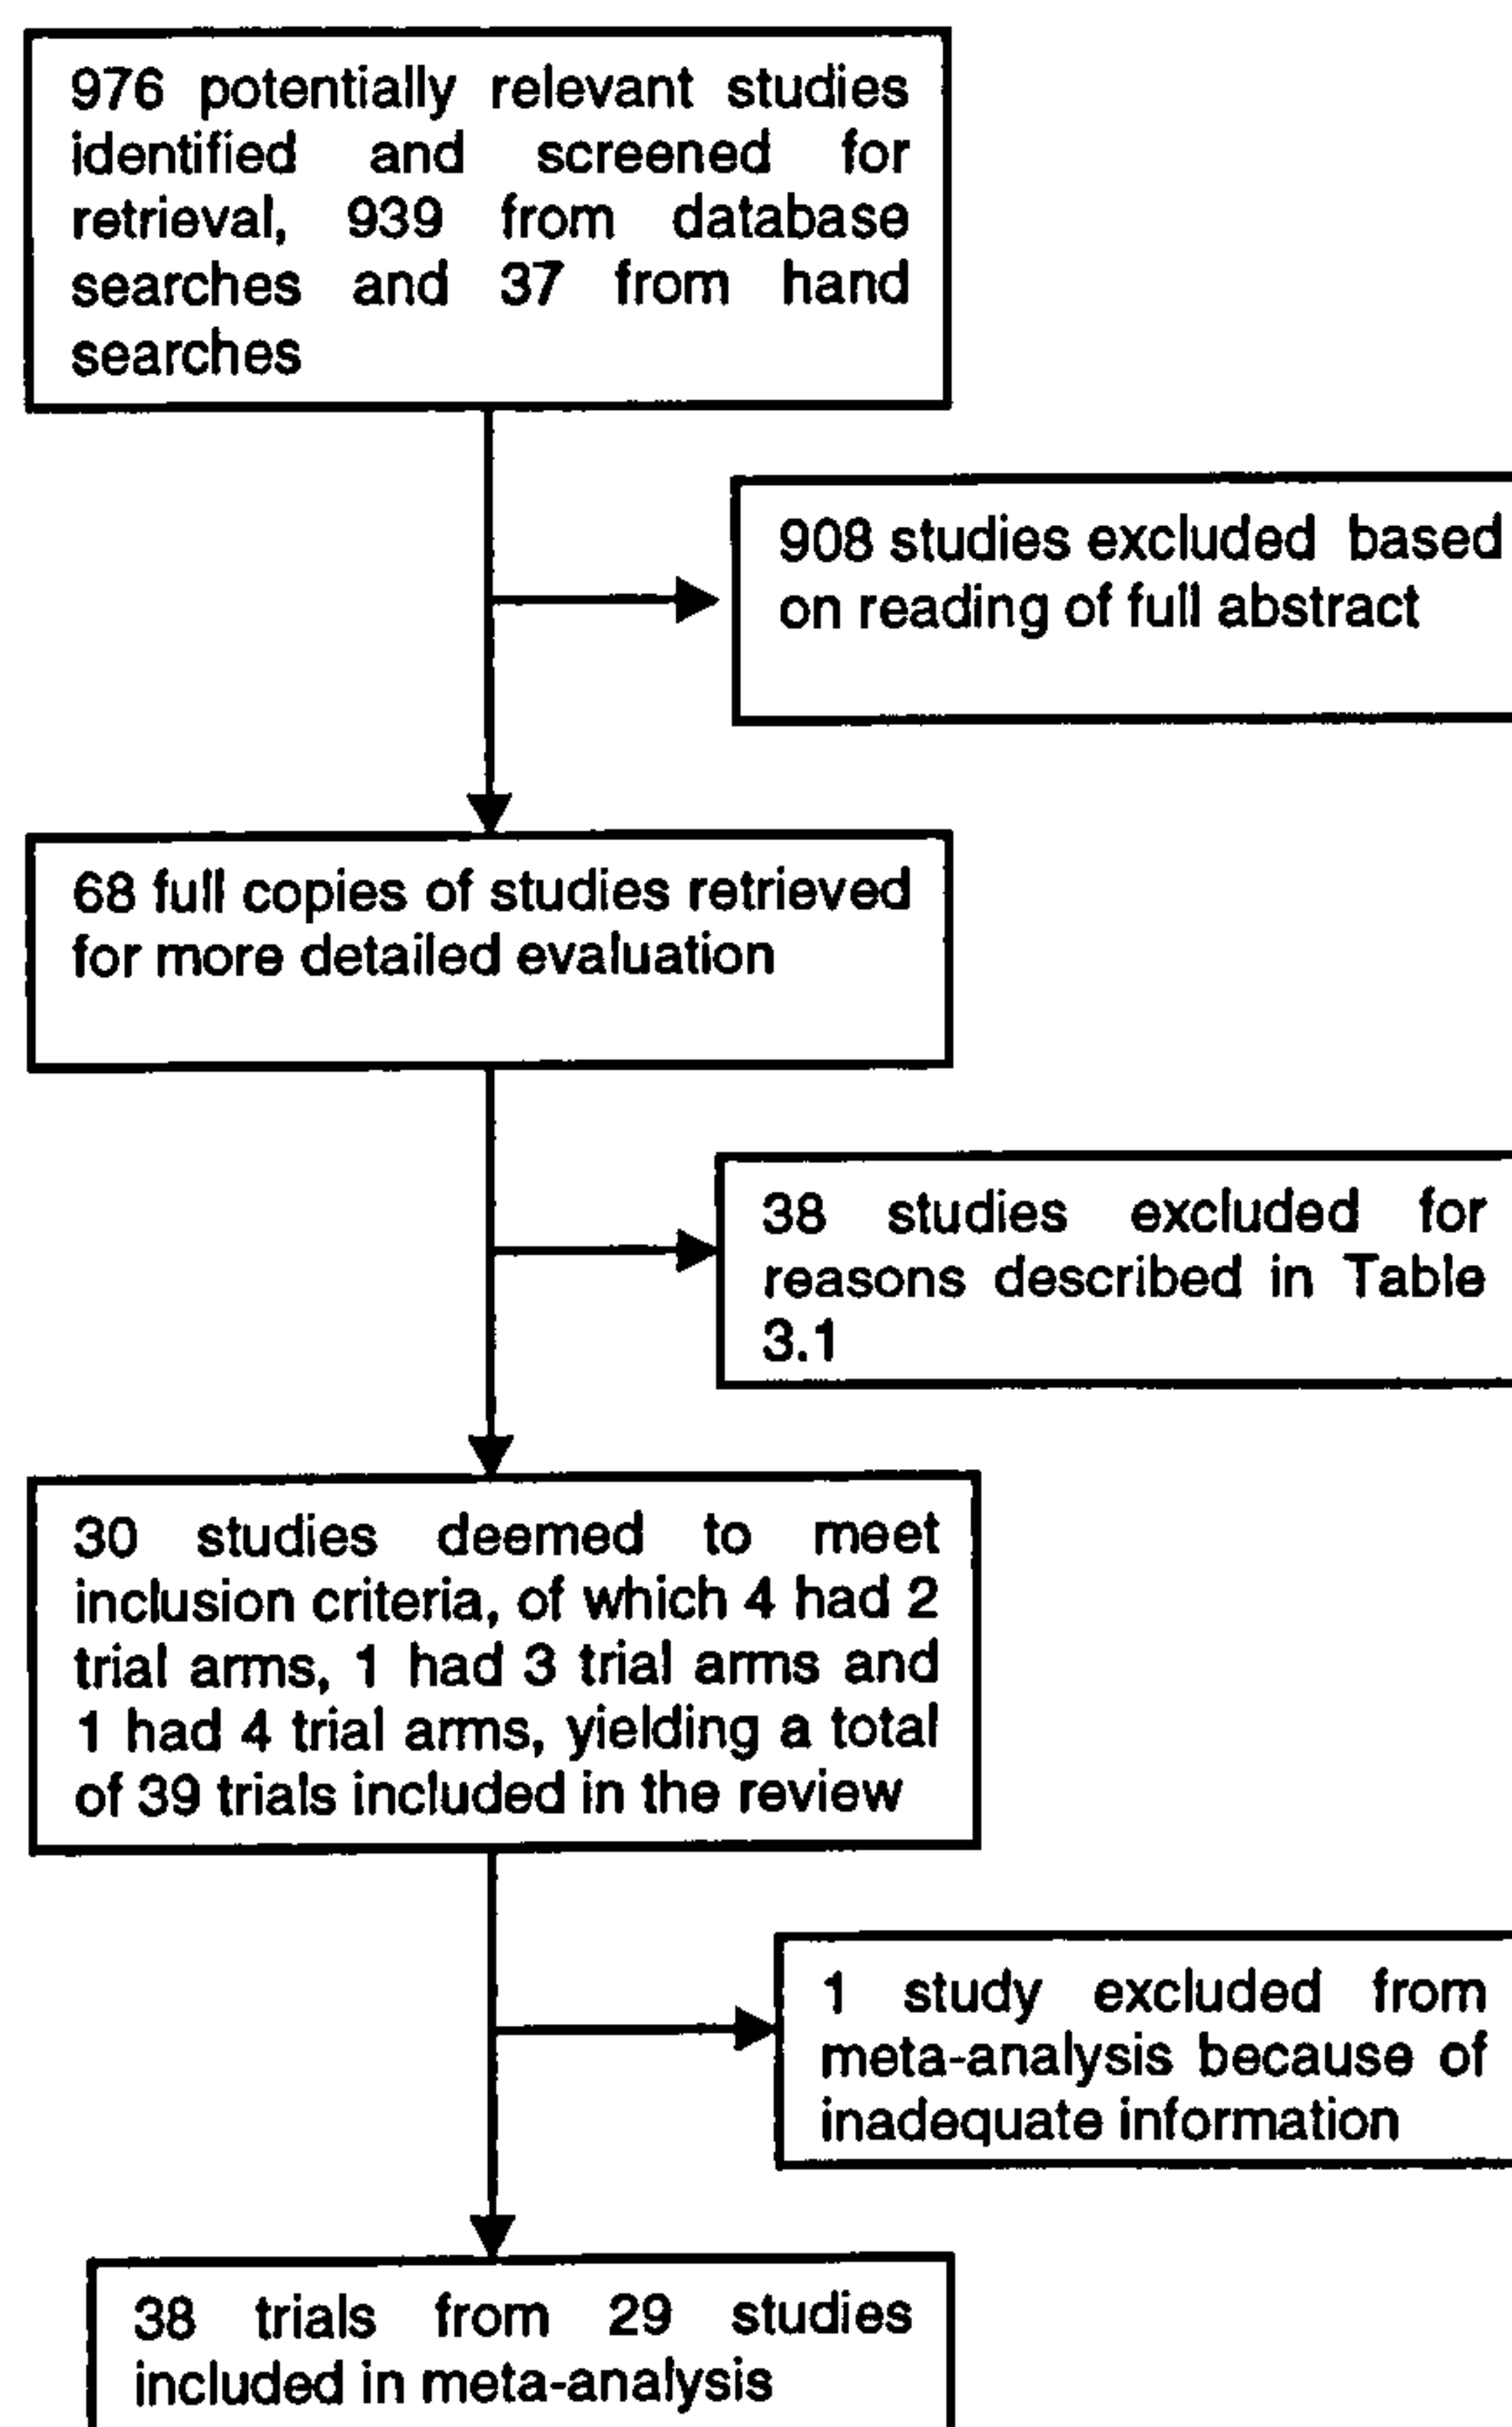 976 potentially relevant studies
identified and screened for
retrieval, 939 from database
searches and 37 from hand
searches
908 studies excluded based
on reading of full abstract
68 full copies of studies retrieved
for more detailed evaluation
38 studies excluded for
reasons described in Table
3.1
30 studies deemed to meet
inclusion criteria, of which 4 had 2
trial arms, 1 had 3 trial arms and
1 had 4 trial arms, yielding a total
of 39 trials included in the review
1 study excluded from
meta-analysis because of
inadequate information
38 trials from 29 studies
included in meta-analysis